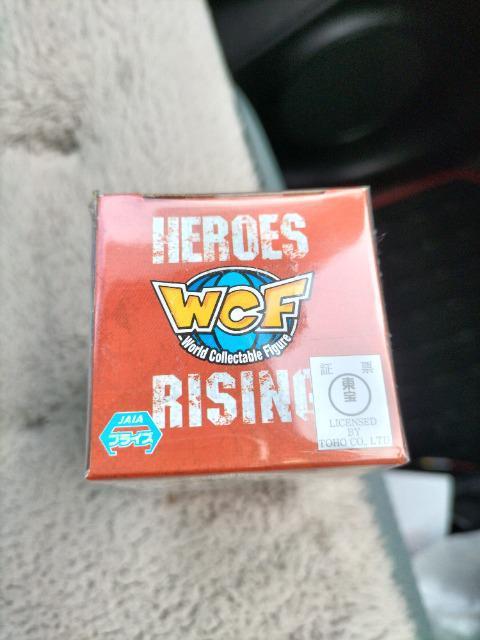 HEROES
WCF
World Collectable Figure
RISING
JAIA
プライズ
証 票
東宝
LICENSED
BY
TOHO CO., LTD